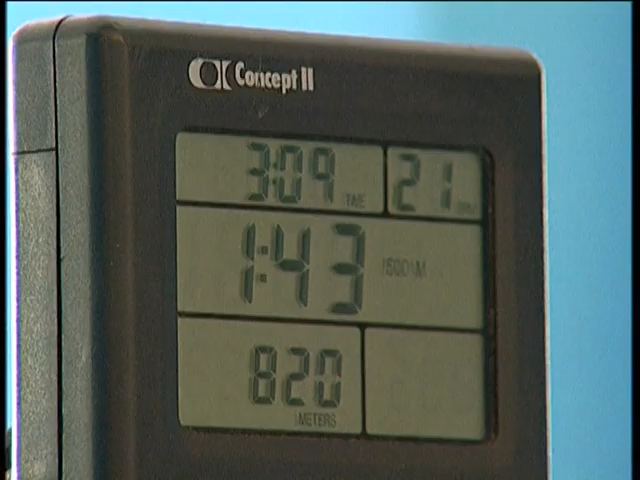 Concept II
3:09 TIME 21
1:43 /500M
820
METERS